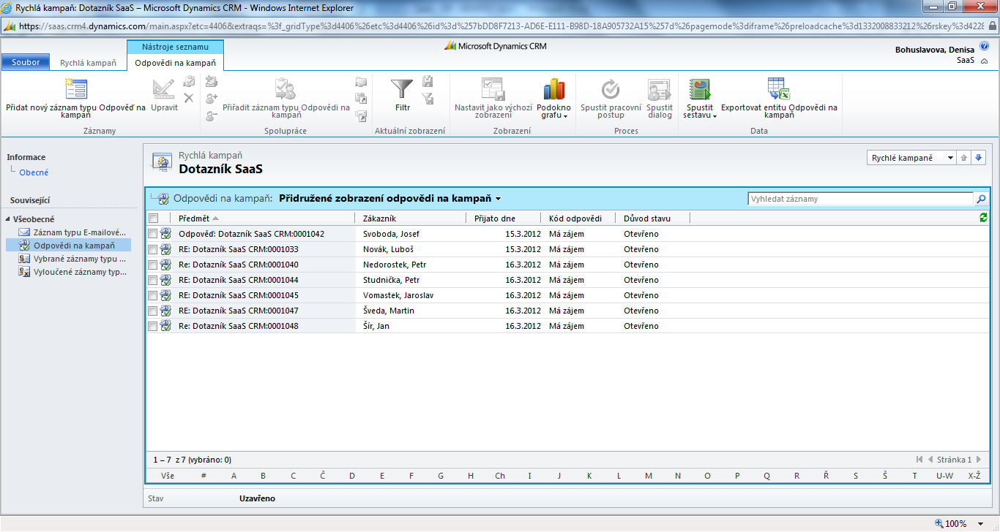 Rychlá kampaň: Dotazník SaaS – Microsoft Dynamics CRM - Windows Internet Explorer
https://saas.crm4.dynamics.com/main.aspx?etc=4406&extraqs=%3f_gridType%3d4406%26etc%3d4406%26id%3d%257bDD8F7213-AD6E-E111-B98D-18A905732A15%257d%26pagemode%3diframe%26preloadcache%3d1332008833212%26rskey%3d4228
Nástroje seznamu
Microsoft Dynamics CRM
Bohuslavova, Denisa
SaaS
Soubor
Rychlá kampaň
Odpovědi na kampaň
Přidat nový záznam typu Odpověď na kampaň
Upravit
Přiřadit záznam typu Odpovědi na kampaň
Filtr
Nastavit jako výchozí zobrazení
Podokno grafu
Spustit pracovní postup
Spustit dialog
Spustit sestavu
Exportovat entitu Odpovědi na kampaň
Záznamy
Spolupráce
Aktuální zobrazení
Zobrazení
Proces
Data
Informace
Obecné
Související
Všeobecné
Záznam typu E-mailové...
Odpovědi na kampaň
Vybrané záznamy typu ...
Vyloučené záznamy typ...
Rychlá kampaň
Dotazník SaaS
Rychlé kampaně
Odpovědi na kampaň: Přidružené zobrazení odpovědi na kampaň
Vyhledat záznamy
Předmět Zákazník Přijato dne Kód odpovědi Důvod stavu
Odpověď: Dotazník SaaS CRM:0001042 Svoboda, Josef 15.3.2012 Má zájem Otevřeno
RE: Dotazník SaaS CRM:0001033 Novák, Luboš 15.3.2012 Má zájem Otevřeno
Re: Dotazník SaaS CRM:0001040 Nedorostek, Petr 16.3.2012 Má zájem Otevřeno
RE: Dotazník SaaS CRM:0001044 Studnička, Petr 16.3.2012 Má zájem Otevřeno
RE: Dotazník SaaS CRM:0001045 Vomastek, Jaroslav 16.3.2012 Má zájem Otevřeno
RE: Dotazník SaaS CRM:0001047 Šveda, Martin 16.3.2012 Má zájem Otevřeno
Re: Dotazník SaaS CRM:0001048 Šír, Jan 16.3.2012 Má zájem Otevřeno
1 – 7 z 7 (vybráno: 0)
Stránka 1
Vše # A B C Č D E F G H Ch I J K L M N O P Q R Ř S Š T U-W X-Ž
Stav Uzavřeno
100%